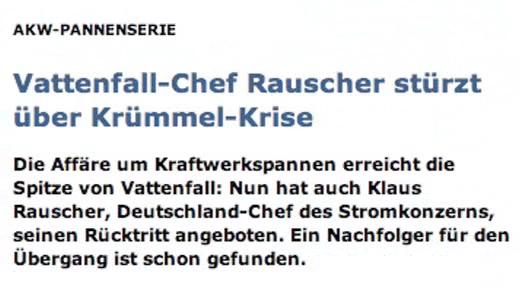 AKW-PANNENSERIE
Vattenfall-Chef Rauscher stürzt
über Krümmel-Krise
Die Affäre um Kraftwerkspannen erreicht die
Spitze von Vattenfall: Nun hat auch Klaus
Rauscher, Deutschland-Chef des Stromkonzerns,
seinen Rücktritt angeboten. Ein Nachfolger für den
Übergang ist schon gefunden.